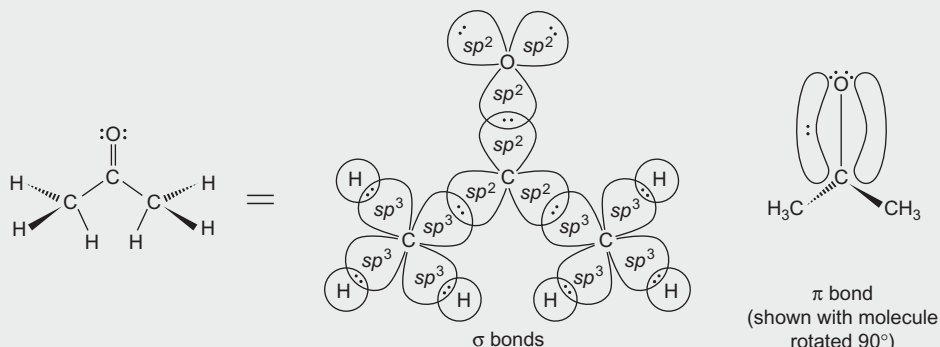 :O:
H
H
C
C
C
H
H
H
H
=
sp2 sp2
O
sp2
sp2
C
sp2 sp2
H
H
sp3
sp3
sp3
sp3
C
C
sp3
sp3
sp3
sp3
H
H
H
H
σ bonds
O
C
H3C
CH3
π bond
(shown with molecule
rotated 90°)